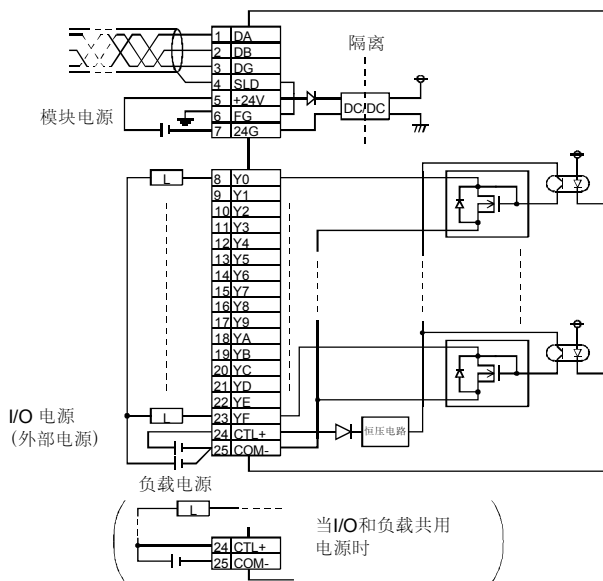 1 DA
2 DB
3 DG
4 SLD
5 +24V
6 FG
7 24G
隔离
DC/DC
模块电源
L
8 Y0
9 Y1
10 Y2
11 Y3
12 Y4
13 Y5
14 Y6
15 Y7
16 Y8
17 Y9
18 YA
19 YB
20 YC
21 YD
22 YE
23 YF
24 CTL+
25 COM-
L
I/O 电源
(外部电源)
恒压电路
负载电源
L
24 CTL+
25 COM-
当I/O和负载共用
电源时